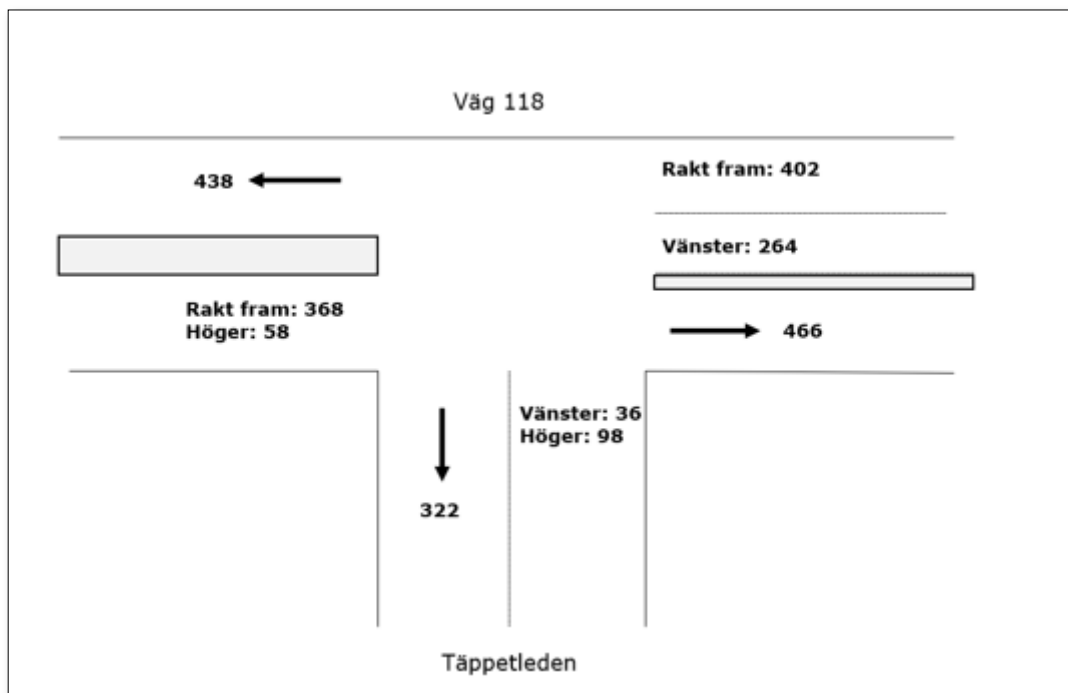 Väg 118
Rakt fram: 402
438
Vänster: 264
Rakt fram: 368
Höger: 58
466
Vänster: 36
Höger: 98
322
Täppetleden